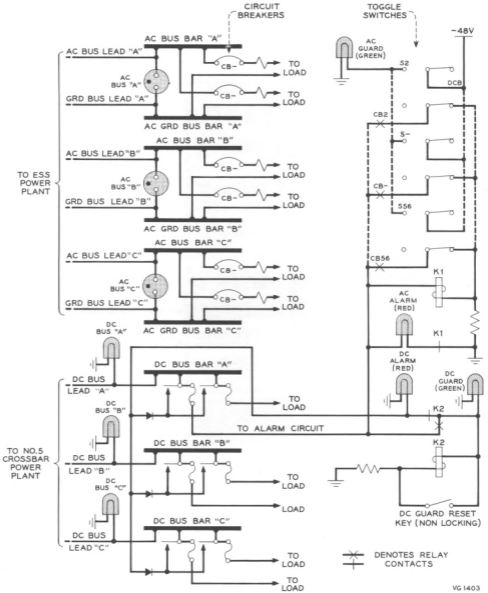 CIRCUIT
BREAKERS
TOGGLE
SWITCHES
AC BUS BAR "A"
AC BUS LEAD "A"
AC
BUS "A"
GRD BUS LEAD "A"
CB-
TO
LOAD
CB-
TO
LOAD
AC GRD BUS BAR "A"
AC BUS BAR "B"
AC BUS LEAD"B"
AC
BUS "B"
GRD BUS LEAD "B"
CB-
TO
LOAD
CB-
TO
LOAD
AC GRD BUS BAR "B"
TO ESS
POWER
PLANT
AC BUS BAR "C"
AC BUS LEAD"C"
AC
BUS"C"
GRD BUS LEAD "C"
CB-
TO
LOAD
CB-
TO
LOAD
AC GRD BUS BAR "C"
AC
GUARD
(GREEN)
-48V
S2
DCB
CB2
S-
CB-
S56
CB56
K1
AC
ALARM
(RED)
K1
DC
ALARM
(RED)
DC
GUARD
(GREEN)
K2
TO ALARM CIRCUIT
K2
DC GUARD RESET
KEY (NON LOCKING)
DC
BUS "A"
DC BUS
LEAD "A"
DC BUS BAR "A"
TO
LOAD
DC
BUS "B"
DC BUS
LEAD"B"
DC BUS BAR "B"
TO
LOAD
LOAD
TO NO.5
CROSSBAR
POWER
PLANT
DC
BUS "C"
DC BUS
LEAD"C"
DC BUS BAR "C"
TO
LOAD
TO
LOAD
DENOTES RELAY
CONTACTS
VG 1403